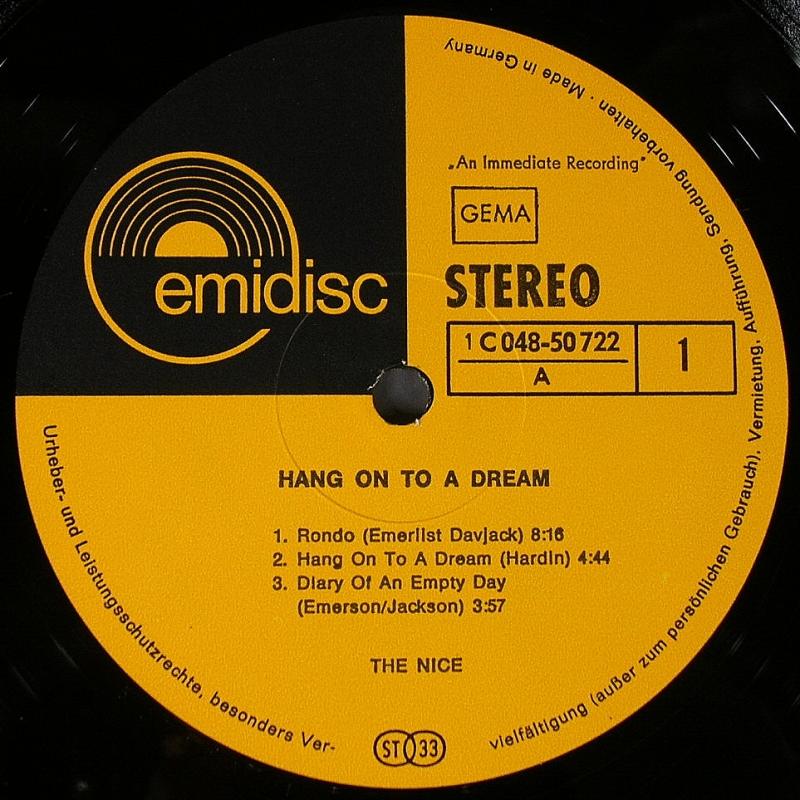 emidisc
„An Immediate Recording"
GEMA
STEREO
1 C 048-50 722
A
1
HANG ON TO A DREAM
1. Rondo (Emerlist Davjack) 8:16
2. Hang On To A Dream (Hardin) 4:44
3. Diary Of An Empty Day
(Emerson/Jackson) 3:57
THE NICE
ST 33
Urheber- und Leistungsschutzrechte, besonders Ver-
vielfältigung (außer zum persönlichen Gebrauch), Vermietung, Aufführung, Sendung vorbehalten · Made in Germany